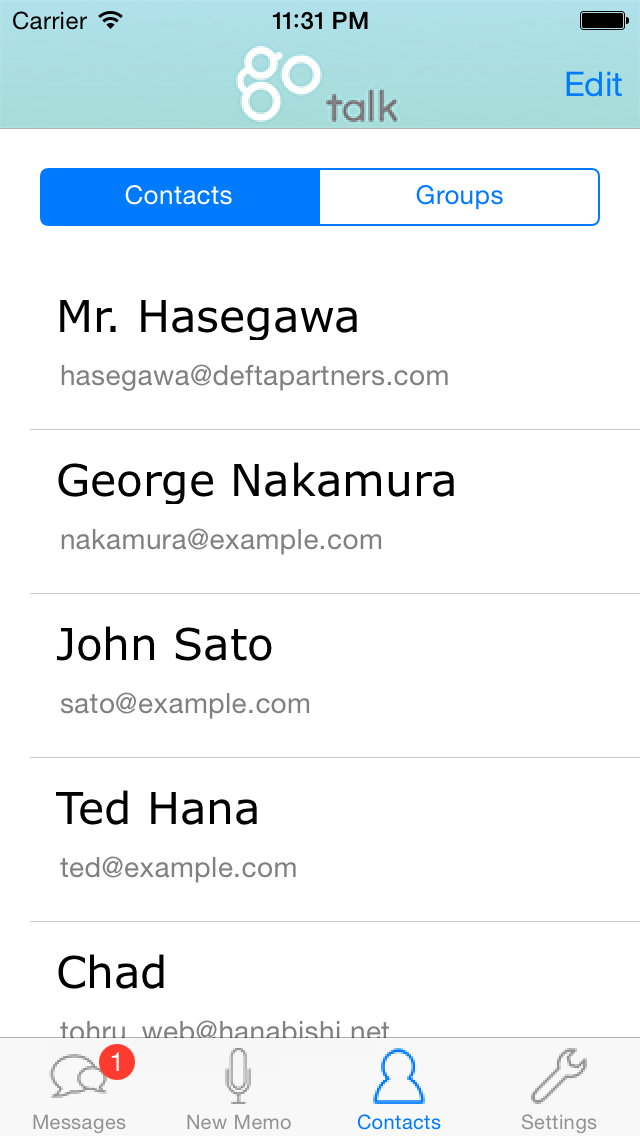 Carrier 11:31 PM
go talk
Edit
Contacts Groups
Mr. Hasegawa
hasegawa@deftapartners.com
George Nakamura
nakamura@example.com
John Sato
sato@example.com
Ted Hana
ted@example.com
Chad
tohru_web@hanabishi.net
1
Messages New Memo Contacts Settings